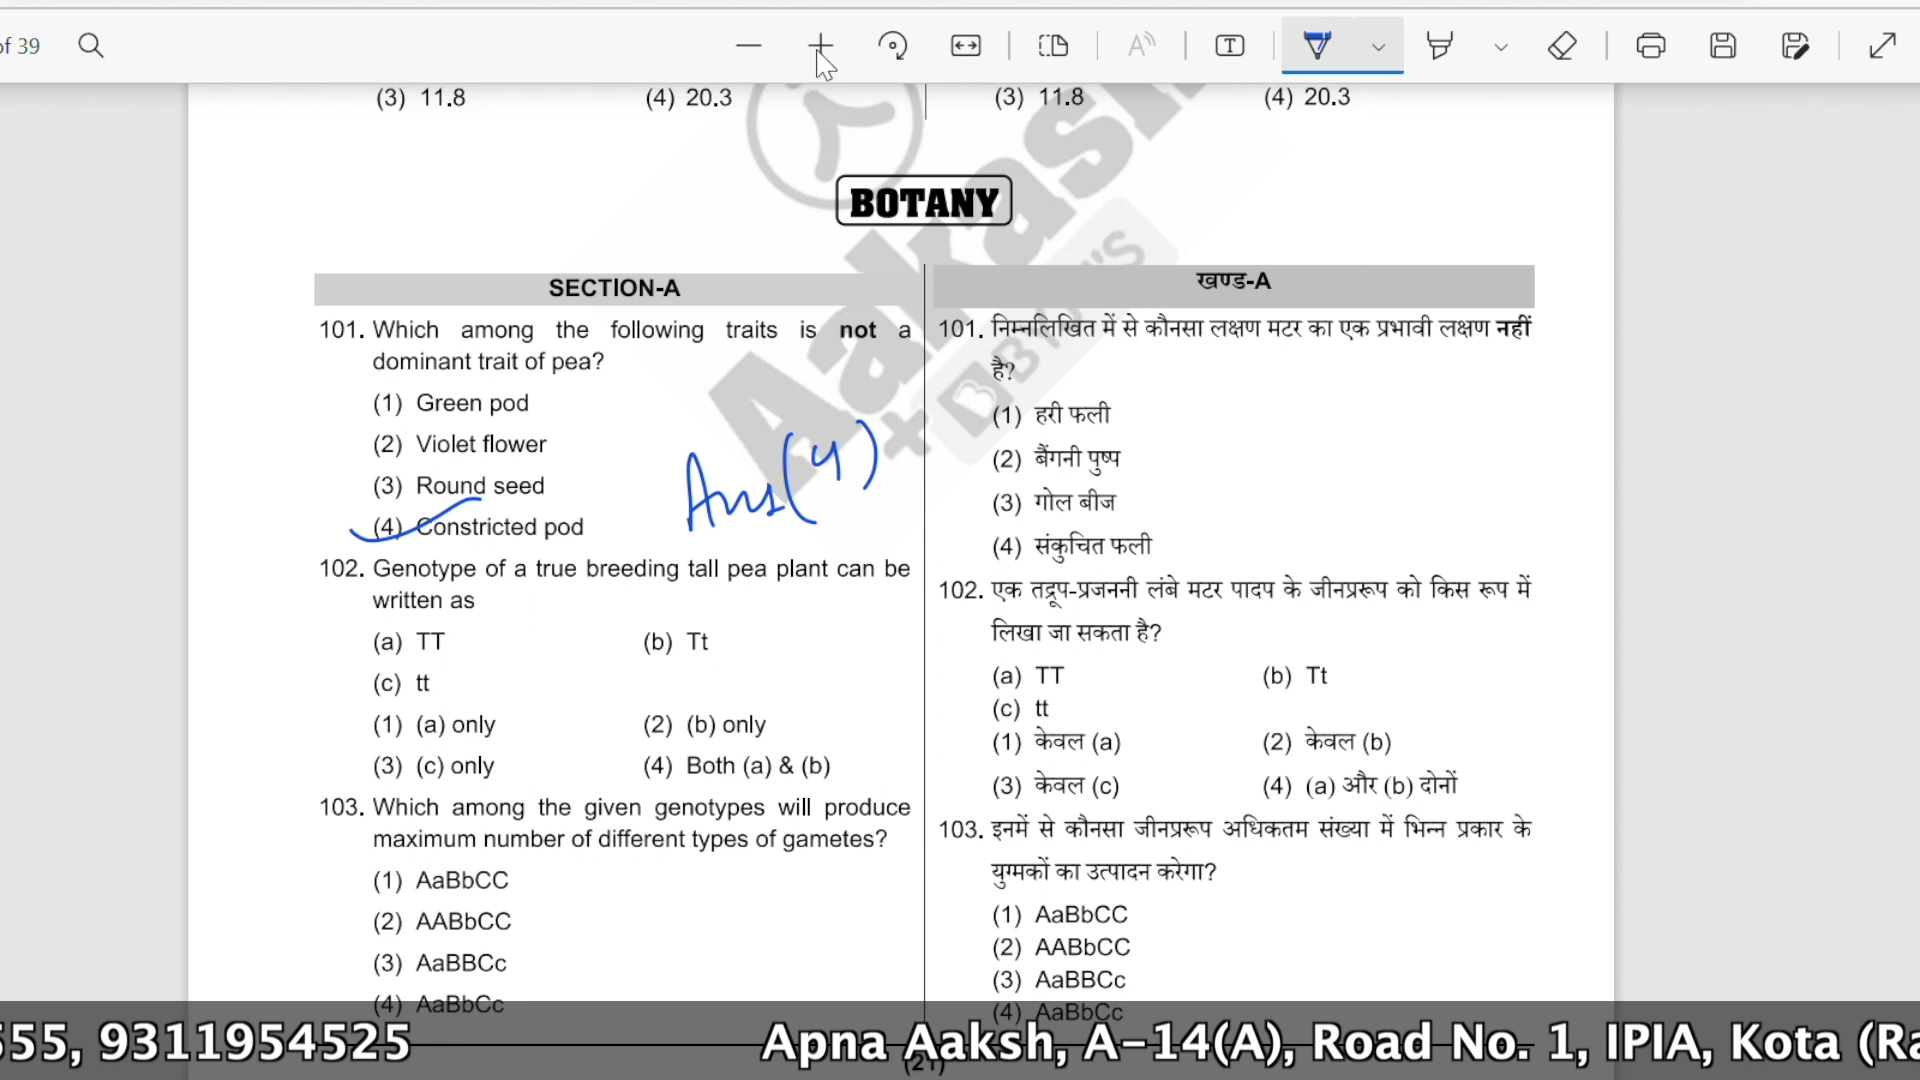 of 39
(3) 11.8 (4) 20.3
(3) 11.8 (4) 20.3
Aakash
+ BYJU'S
BOTANY
SECTION-A
101. Which among the following traits is not a
dominant trait of pea?
(1) Green pod
(2) Violet flower
(3) Round seed
(4) Constricted pod
Ans (4)
102. Genotype of a true breeding tall pea plant can be
written as
(a) TT (b) Tt
(c) tt
(1) (a) only (2) (b) only
(3) (c) only (4) Both (a) & (b)
103. Which among the given genotypes will produce
maximum number of different types of gametes?
(1) AaBbCC
(2) AABbCC
(3) AaBBCc
(4) AaBbCc
खण्ड-A
101. निम्नलिखित में से कौनसा लक्षण मटर का एक प्रभावी लक्षण नहीं
है?
(1) हरी फली
(2) बैंगनी पुष्प
(3) गोल बीज
(4) संकुचित फली
102. एक तद्रूप-प्रजननी लंबे मटर पादप के जीनप्ररूप को किस रूप में
लिखा जा सकता है?
(a) TT (b) Tt
(c) tt
(1) केवल (a) (2) केवल (b)
(3) केवल (c) (4) (a) और (b) दोनों
103. इनमें से कौनसा जीनप्ररूप अधिकतम संख्या में भिन्न प्रकार के
युग्मकों का उत्पादन करेगा?
(1) AaBbCC
(2) AABbCC
(3) AaBBCc
(4) AaBbCc
555, 9311954525 Apna Aaksh, A-14(A), Road No. 1, IPIA, Kota (Ra
(21)